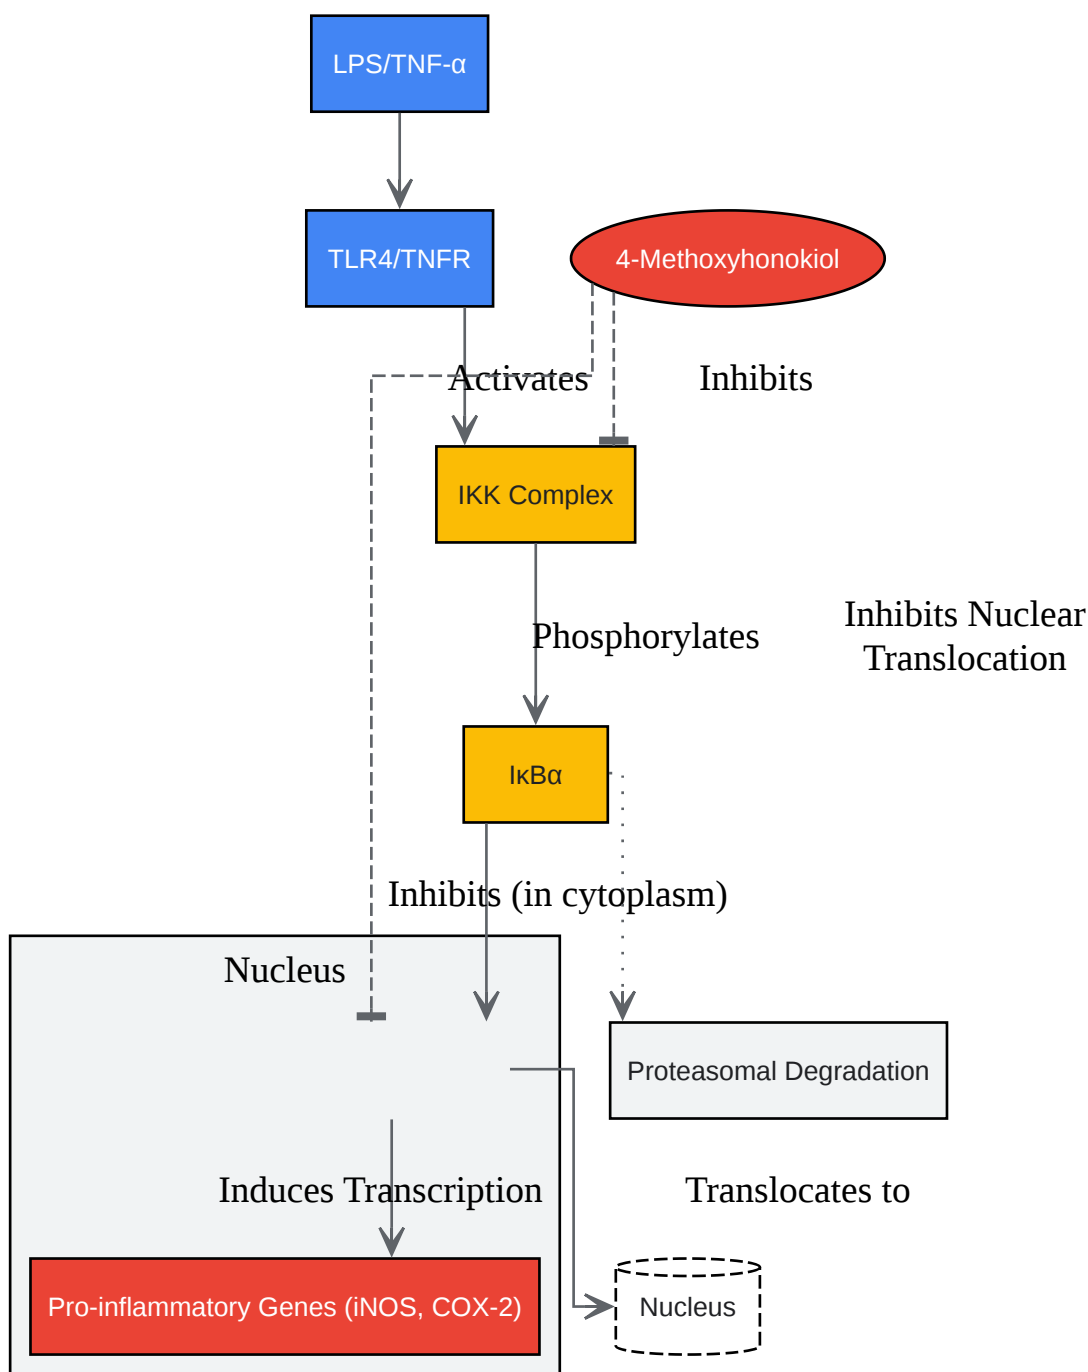 LPS/TNF-α
TLR4/TNFR
4-Methoxyhonokiol
Activates
Inhibits
IKK Complex
Phosphorylates
Inhibits Nuclear
Translocation
IκBα
Inhibits (in cytoplasm)
Nucleus
Proteasomal Degradation
Induces Transcription
Translocates to
Pro-inflammatory Genes (iNOS, COX-2)
Nucleus